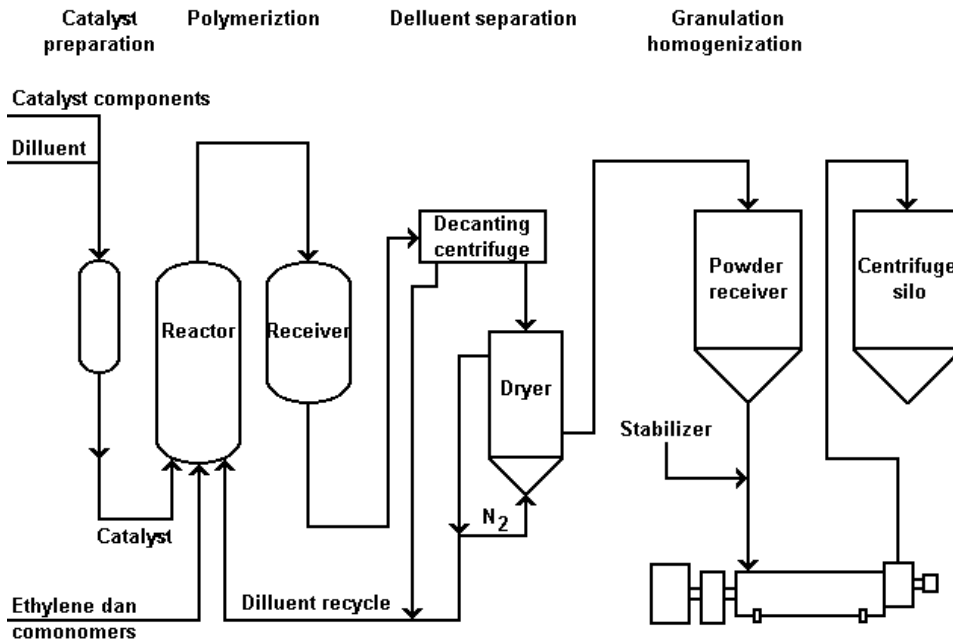 Catalyst
preparation
Polymeriztion
Delluent separation
Granulation
homogenization
Catalyst components
Dilluent
Decanting
centrifuge
Powder
receiver
Centrifuge
silo
Reactor
Receiver
Dryer
Stabilizer
N2
Catalyst
Dilluent recycle
Ethylene dan
comonomers